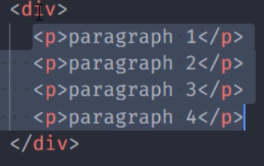 <div>
<p>paragraph 1</p>
<p>paragraph 2</p>
<p>paragraph 3</p>
<p>paragraph 4</p>
</div>